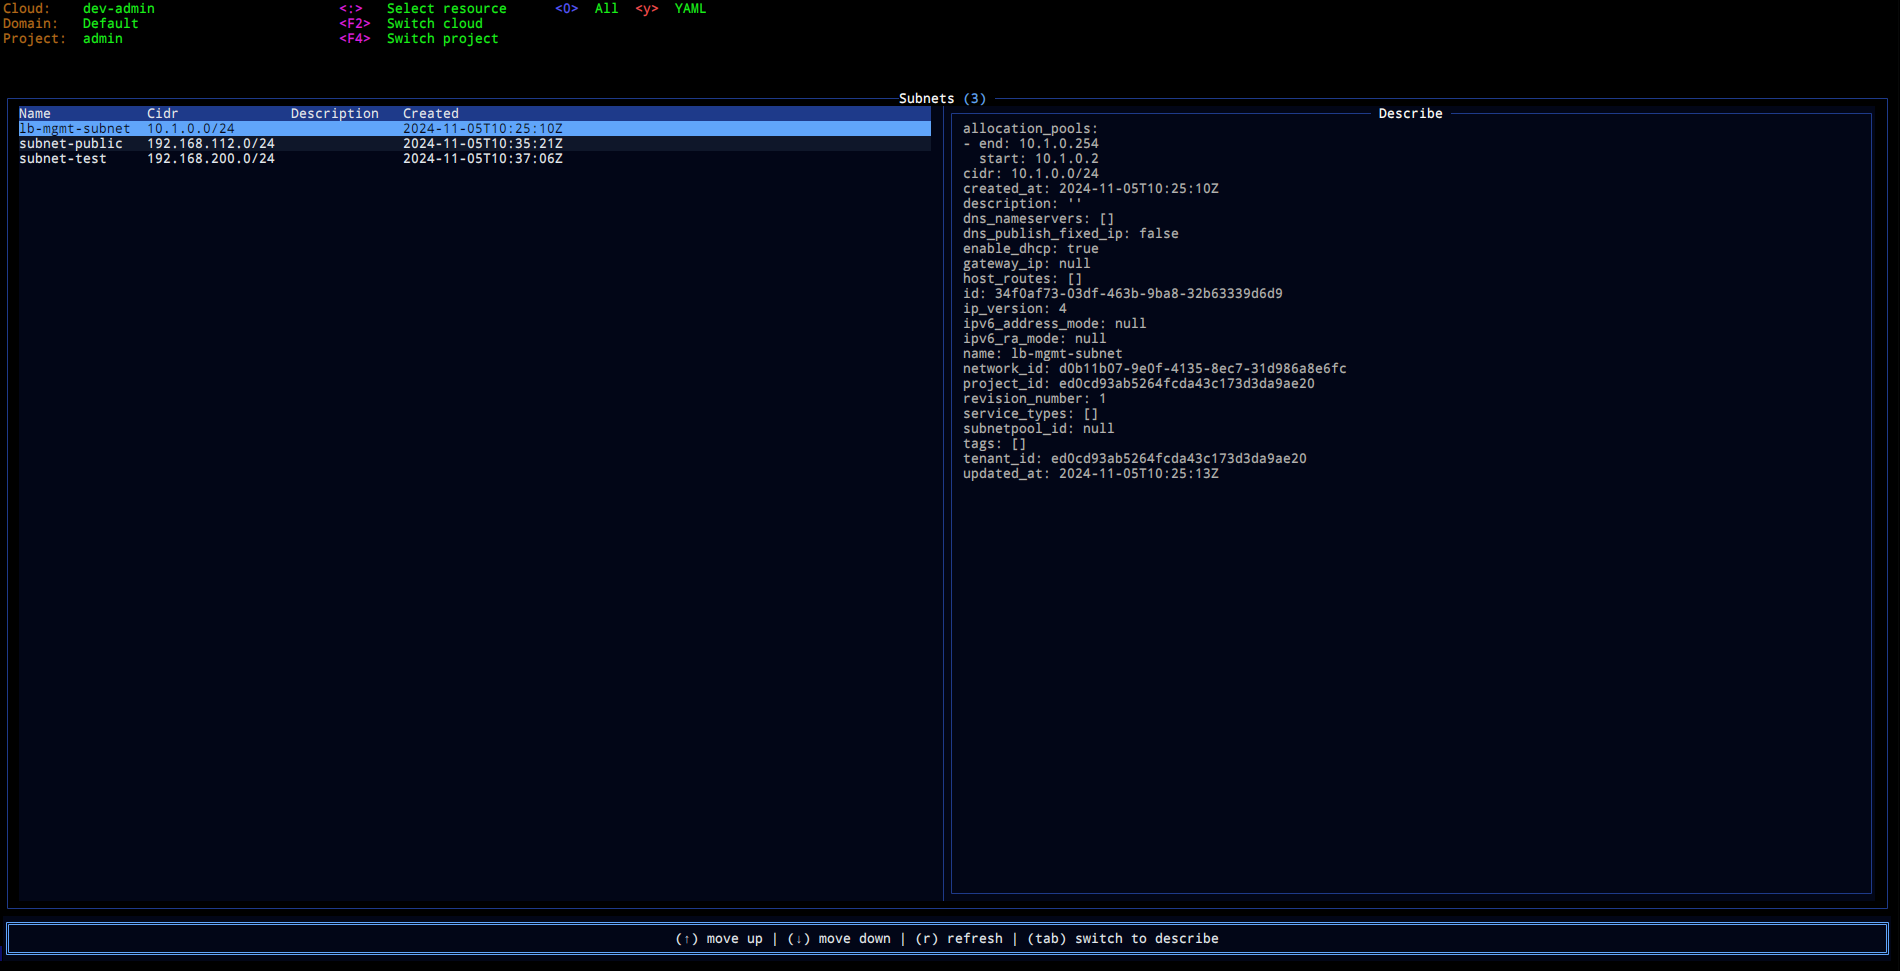 Cloud: dev-admin <:> Select resource <0> All <y> YAML
Domain: Default <F2> Switch cloud
Project: admin <F4> Switch project
Subnets (3)
Name Cidr Description Created
lb-mgmt-subnet 10.1.0.0/24 2024-11-05T10:25:10Z
subnet-public 192.168.112.0/24 2024-11-05T10:35:21Z
subnet-test 192.168.200.0/24 2024-11-05T10:37:06Z
Describe
allocation_pools:
- end: 10.1.0.254
  start: 10.1.0.2
cidr: 10.1.0.0/24
created_at: 2024-11-05T10:25:10Z
description: ''
dns_nameservers: []
dns_publish_fixed_ip: false
enable_dhcp: true
gateway_ip: null
host_routes: []
id: 34f0af73-03df-463b-9ba8-32b63339d6d9
ip_version: 4
ipv6_address_mode: null
ipv6_ra_mode: null
name: lb-mgmt-subnet
network_id: d0b11b07-9e0f-4135-8ec7-31d986a8e6fc
project_id: ed0cd93ab5264fcda43c173d3da9ae20
revision_number: 1
service_types: []
subnetpool_id: null
tags: []
tenant_id: ed0cd93ab5264fcda43c173d3da9ae20
updated_at: 2024-11-05T10:25:13Z
(↑) move up | (↓) move down | (r) refresh | (tab) switch to describe